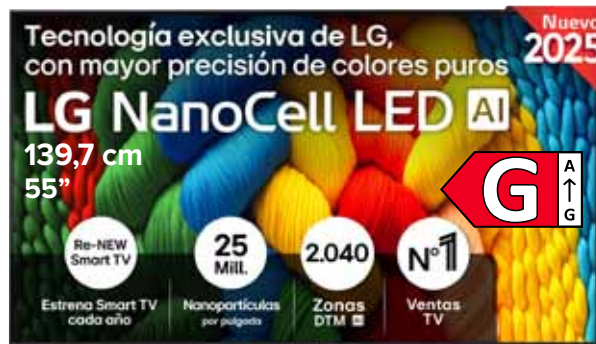 Nuevo
2025
Tecnología exclusiva de LG,
con mayor precisión de colores puros
LG NanoCell LED AI
139,7 cm
55”
G
A
↑
G
Re-NEW
Smart TV
Estrena Smart TV
cada año
25
Mill.
Nanopartículas
por pulgada
2.040
Zonas
DTM AI
Nº1
Ventas
TV